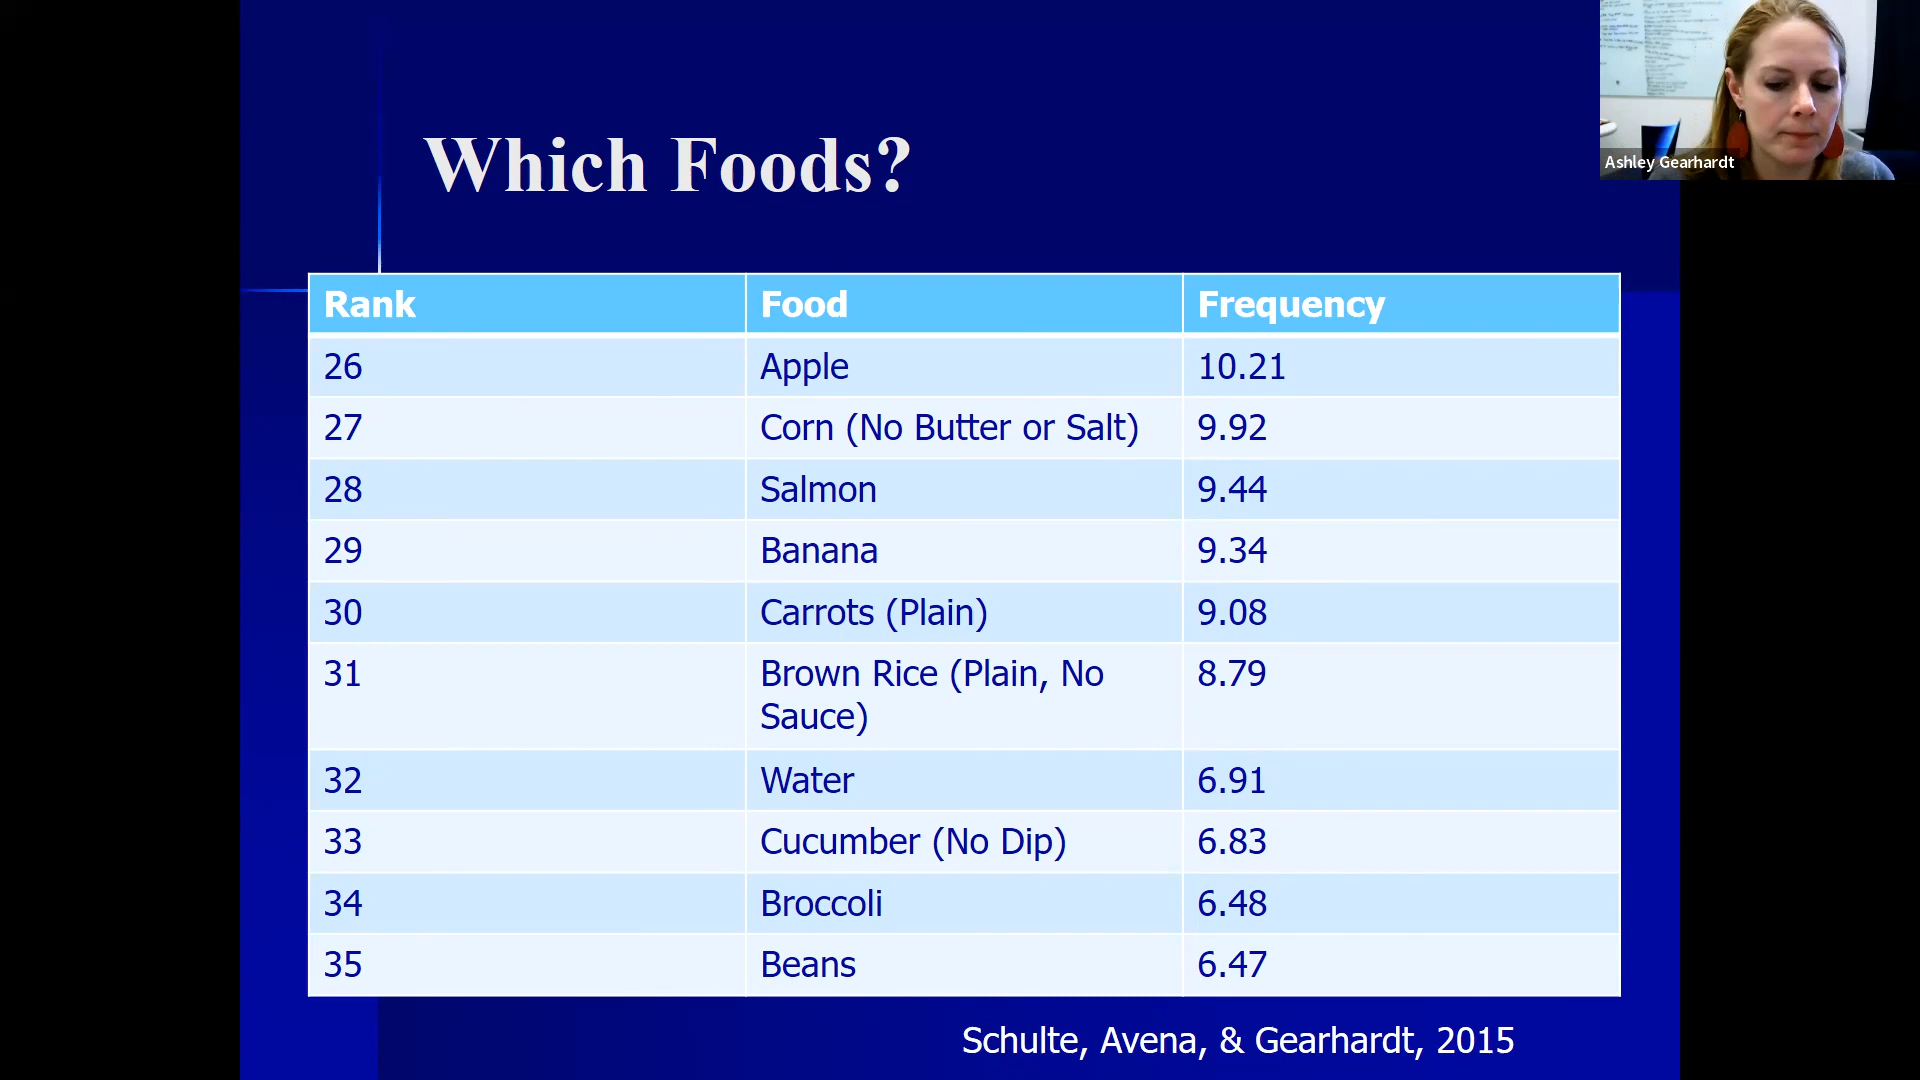 Which Foods?
Ashley Gearhardt
Rank Food Frequency
26 Apple 10.21
27 Corn (No Butter or Salt) 9.92
28 Salmon 9.44
29 Banana 9.34
30 Carrots (Plain) 9.08
31 Brown Rice (Plain, No 8.79
Sauce)
32 Water 6.91
33 Cucumber (No Dip) 6.83
34 Broccoli 6.48
35 Beans 6.47
Schulte, Avena, & Gearhardt, 2015